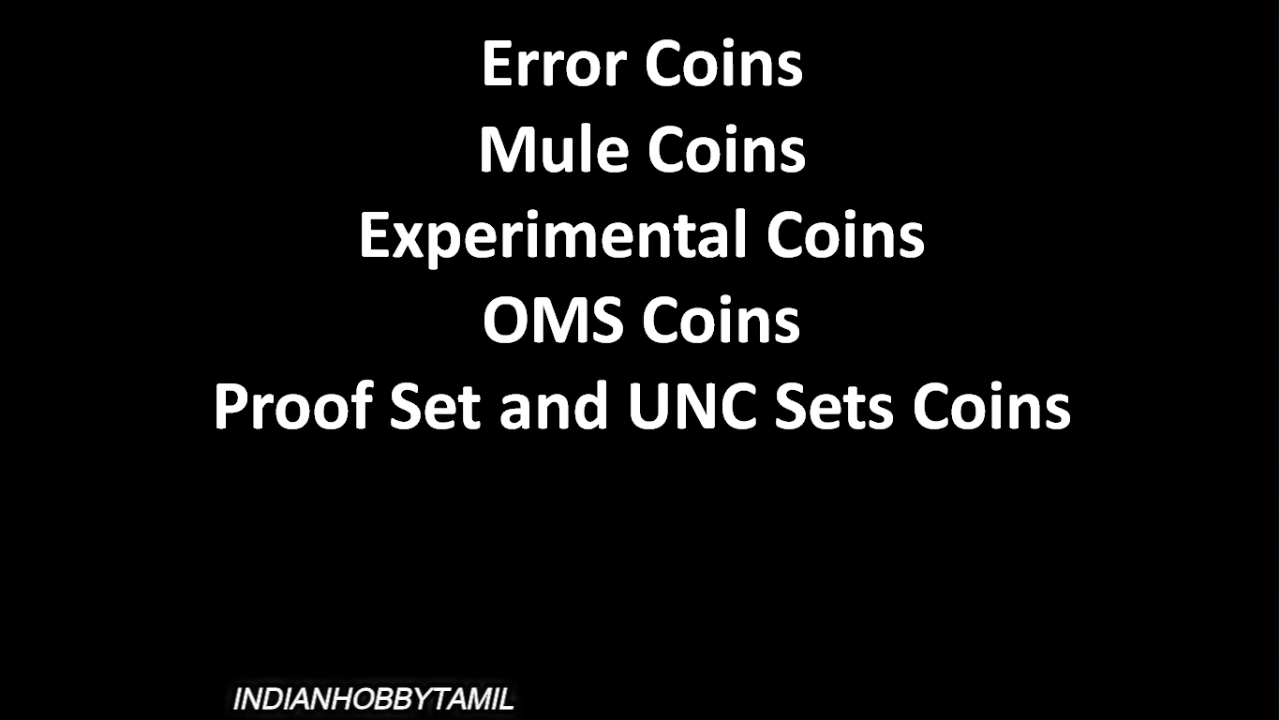 Error Coins
Mule Coins
Experimental Coins
OMS Coins
Proof Set and UNC Sets Coins
INDIANHOBBYTAMIL